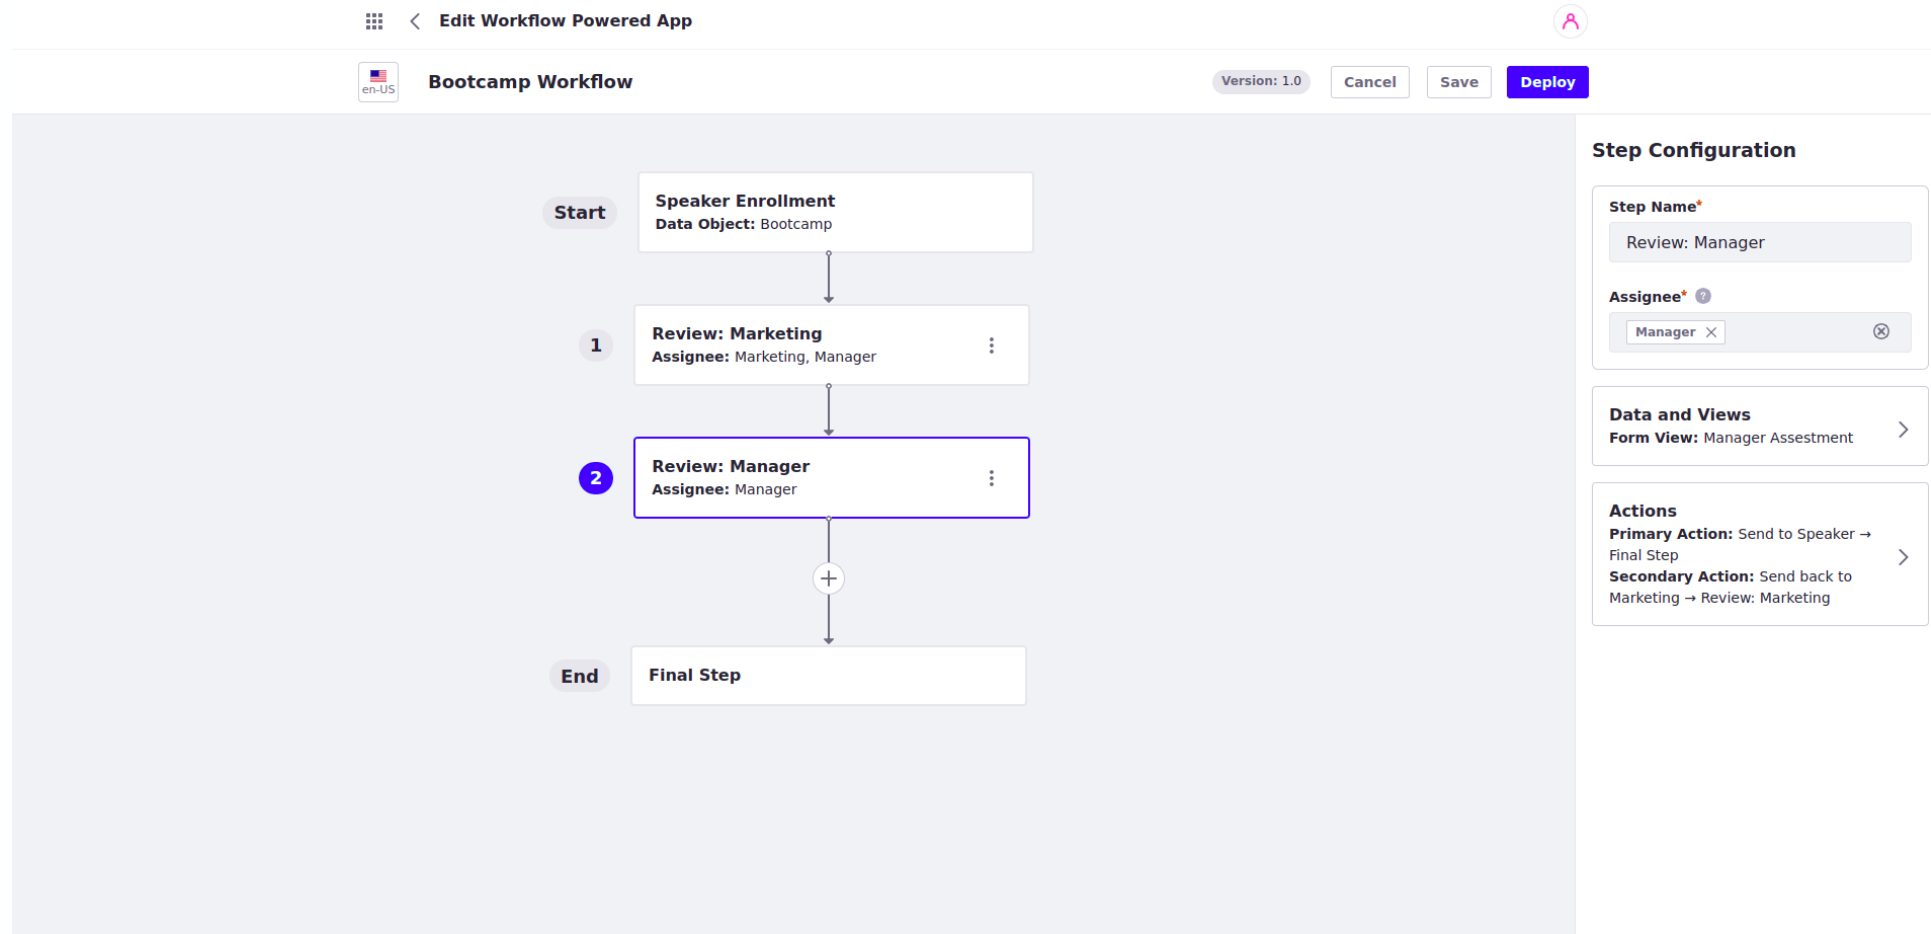 Edit Workflow Powered App
en-US
Bootcamp Workflow
Version: 1.0
Cancel
Save
Deploy
Start
Speaker Enrollment
Data Object: Bootcamp
1
Review: Marketing
Assignee: Marketing, Manager
2
Review: Manager
Assignee: Manager
End
Final Step
Step Configuration
Step Name*
Review: Manager
Assignee* ?
Manager
Data and Views
Form View: Manager Assestment
Actions
Primary Action: Send to Speaker →
Final Step
Secondary Action: Send back to
Marketing → Review: Marketing